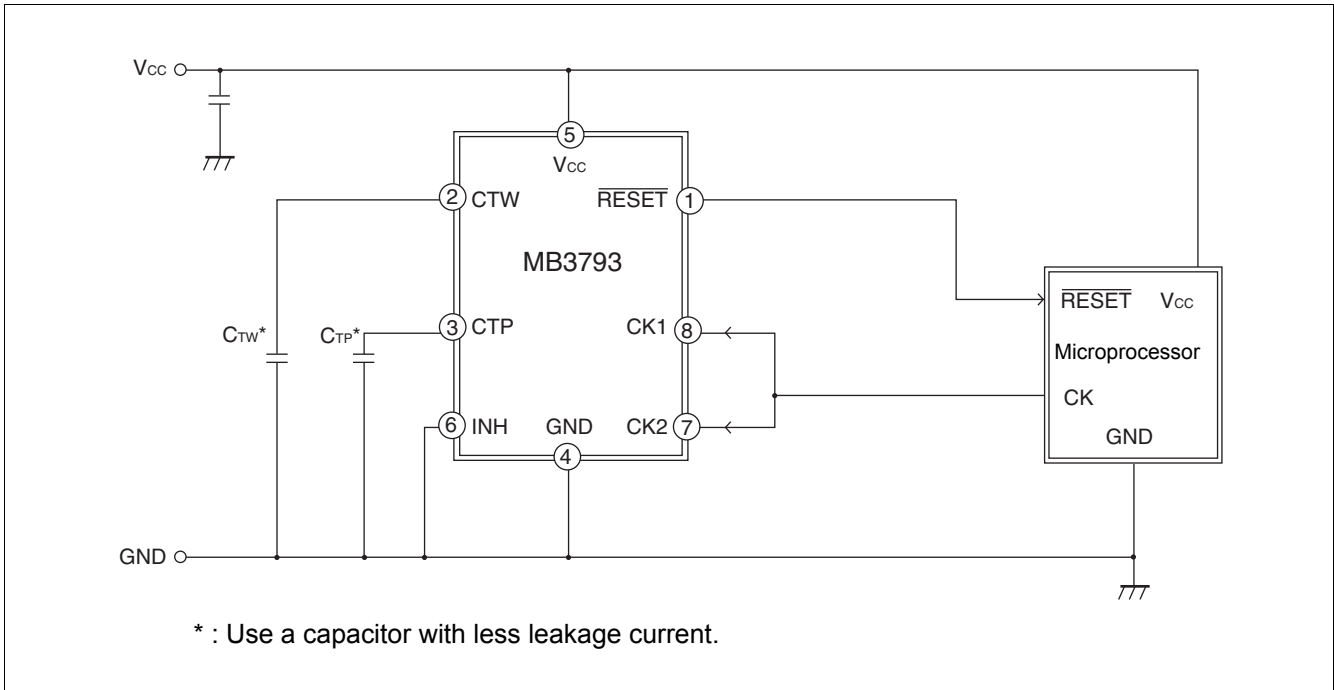 Vcc
5
Vcc
2 CTW
RESET 1
MB3793
RESET Vcc
CTW*
CTP*
3 CTP
CK1 8
Microprocessor
CK
6 INH
GND
CK2 7
GND
4
GND
* : Use a capacitor with less leakage current.